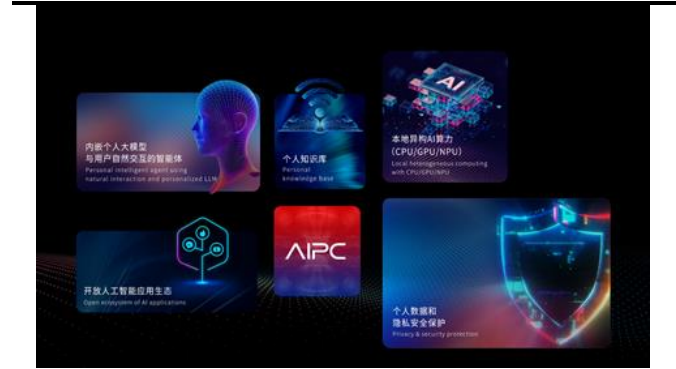 内嵌个人大模型
与用户自然交互的智能体
Personal intelligent agent using
natural interaction and personalized LLM
个人知识库
Personal
knowledge Base
AI
本地异构AI算力
(CPU/GPU/NPU)
Local heterogeneous computing
with CPU/GPU/NPU
开放人工智能应用生态
Open ecosystem of AI applications
AIPC
个人数据和
隐私安全保护
Privacy & security protection